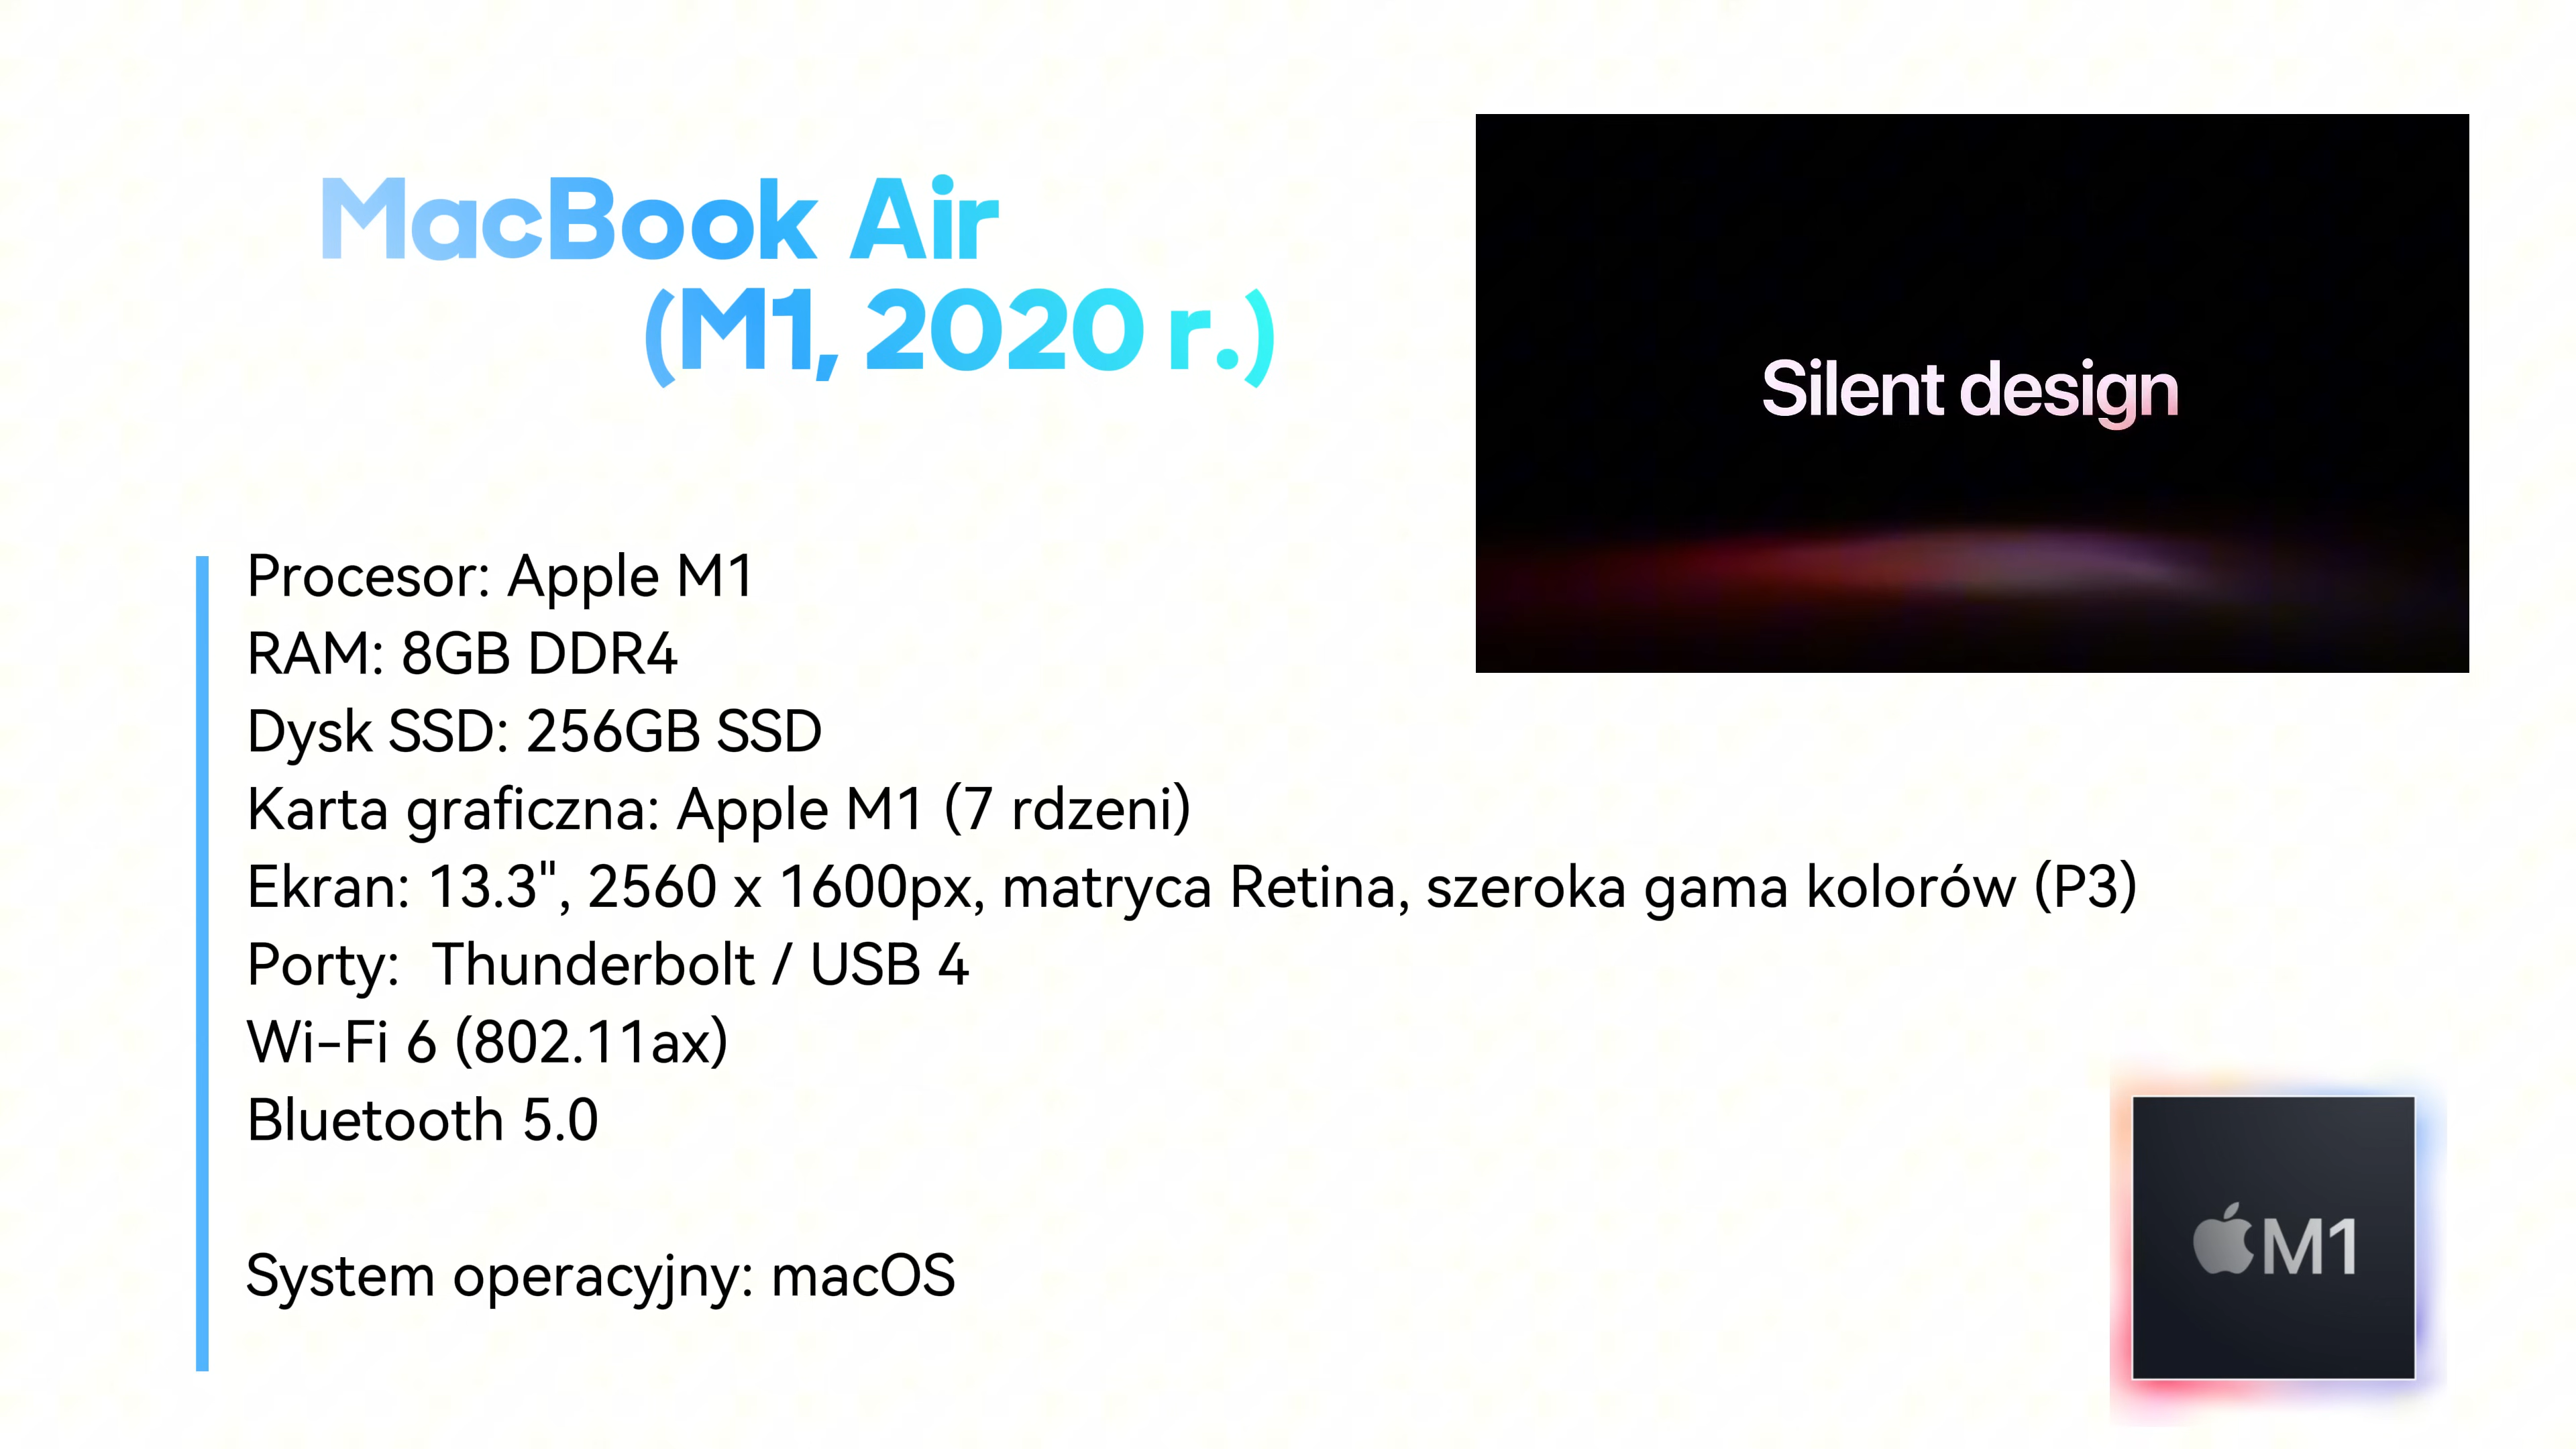 MacBook Air
(M1, 2020 r.)
Silent design
Procesor: Apple M1
RAM: 8GB DDR4
Dysk SSD: 256GB SSD
Karta graficzna: Apple M1 (7 rdzeni)
Ekran: 13.3", 2560 x 1600px, matryca Retina, szeroka gama kolorów (P3)
Porty:  Thunderbolt / USB 4
Wi-Fi 6 (802.11ax)
Bluetooth 5.0
System operacyjny: macOS
M1